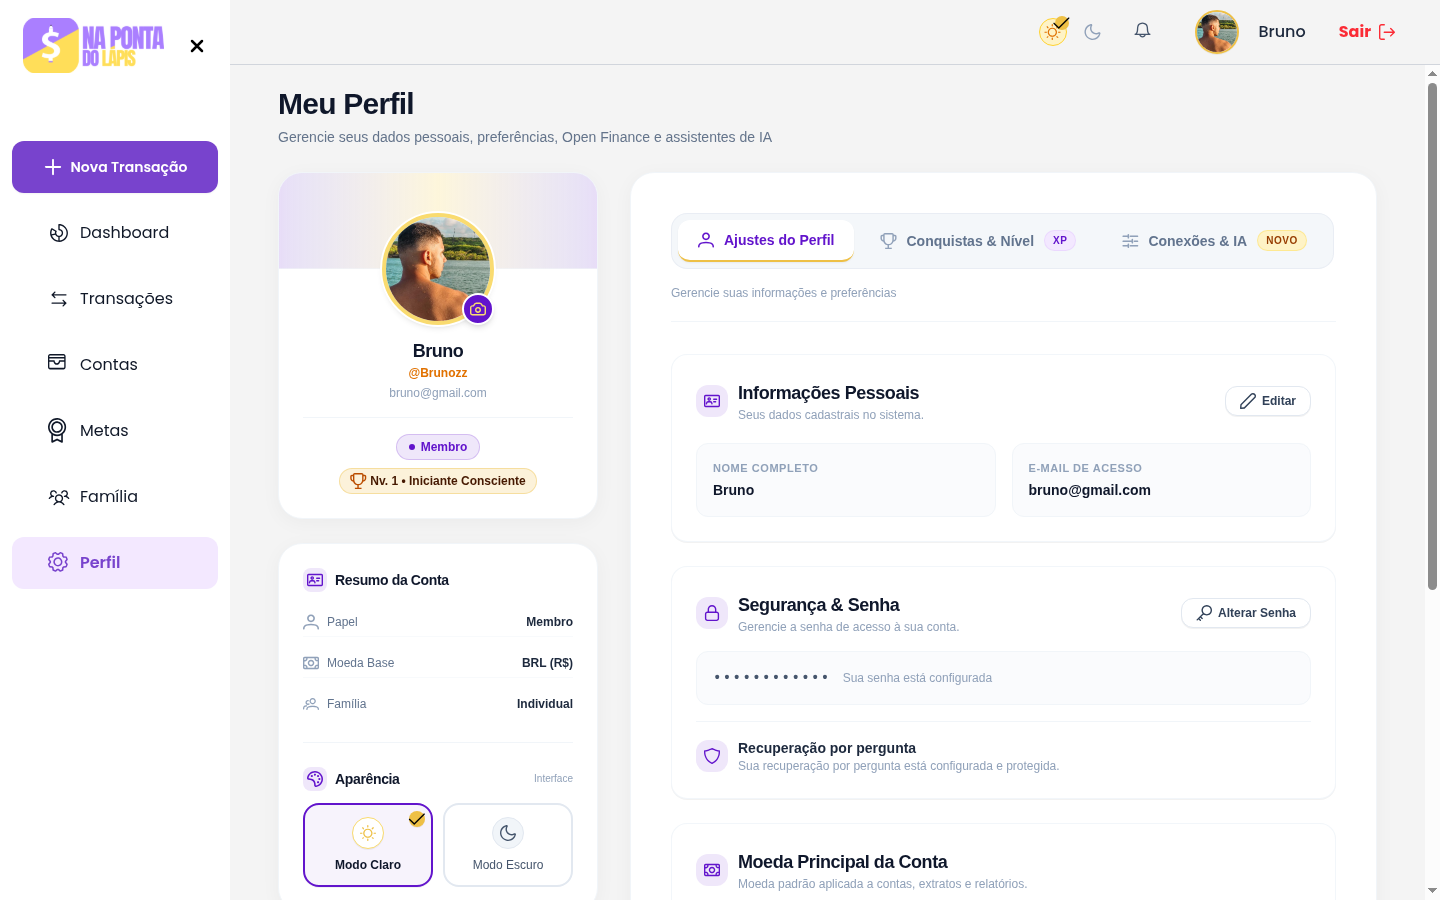 NA PONTA
DO LÁPIS
Bruno
Sair
Nova Transação
Dashboard
Transações
Contas
Metas
Família
Perfil
Meu Perfil
Gerencie seus dados pessoais, preferências, Open Finance e assistentes de IA
Bruno
@Brunozz
bruno@gmail.com
Membro
Nv. 1 • Iniciante Consciente
Resumo da Conta
Papel Membro
Moeda Base BRL (R$)
Família Individual
Aparência Interface
Modo Claro Modo Escuro
Ajustes do Perfil Conquistas & Nível XP Conexões & IA NOVO
Gerencie suas informações e preferências
Informações Pessoais
Seus dados cadastrais no sistema.
Editar
NOME COMPLETO
Bruno
E-MAIL DE ACESSO
bruno@gmail.com
Segurança & Senha
Gerencie a senha de acesso à sua conta.
Alterar Senha
•••••••••••• Sua senha está configurada
Recuperação por pergunta
Sua recuperação por pergunta está configurada e protegida.
Moeda Principal da Conta
Moeda padrão aplicada a contas, extratos e relatórios.